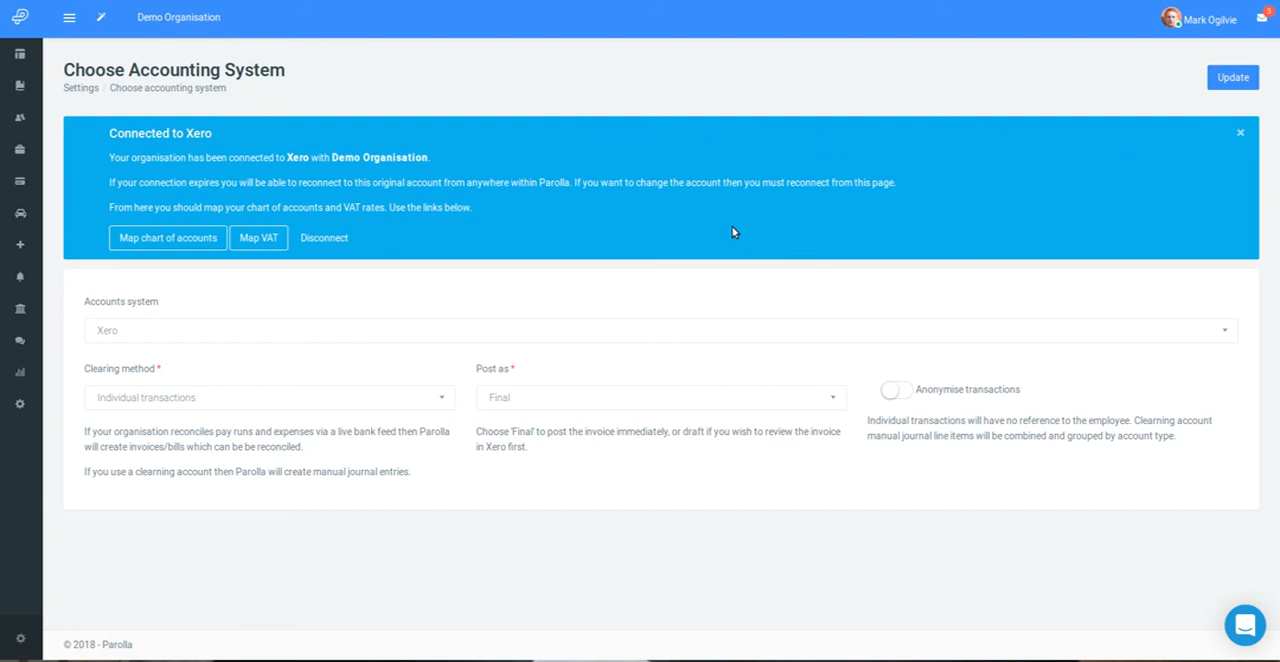 Demo Organisation
Mark Ogilvie
3
Choose Accounting System
Settings / Choose accounting system
Update
Connected to Xero
×
Your organisation has been connected to Xero with Demo Organisation.
If your connection expires you will be able to reconnect to this original account from anywhere within Parolla. If you want to change the account then you must reconnect from this page.
From here you should map your chart of accounts and VAT rates. Use the links below.
Map chart of accounts
Map VAT
Disconnect
Accounts system
Xero
Clearing method *
Individual transactions
If your organisation reconciles pay runs and expenses via a live bank feed then Parolla
will create invoices/bills which can be be reconciled.
If you use a clearning account then Parolla will create manual journal entries.
Post as *
Final
Choose 'Final' to post the invoice immediately, or draft if you wish to review the invoice
in Xero first.
Anonymise transactions
Individual transactions will have no reference to the employee. Clearning account
manual journal line items will be combined and grouped by account type.
© 2018 - Parolla